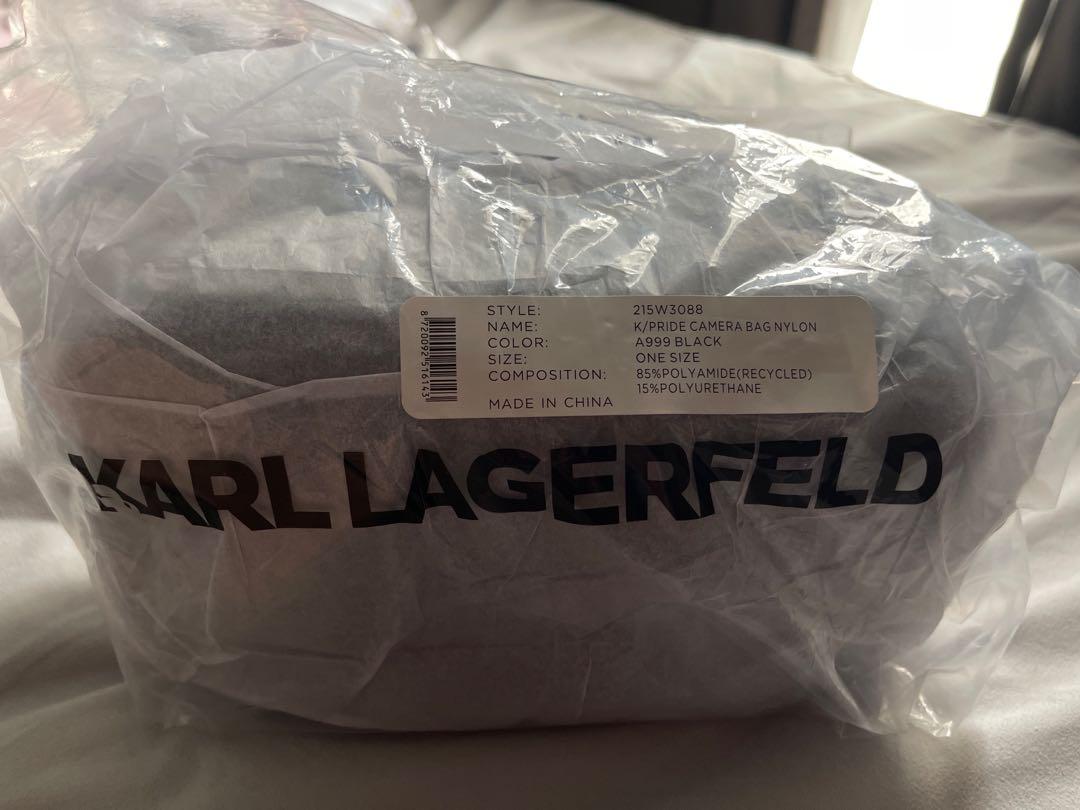 STYLE: 215W3088
NAME: K/PRIDE CAMERA BAG NYLON
COLOR: A999 BLACK
SIZE: ONE SIZE
COMPOSITION: 85%POLYAMIDE(RECYCLED)
15%POLYURETHANE
MADE IN CHINA
8720092516143
KARL LAGERFELD